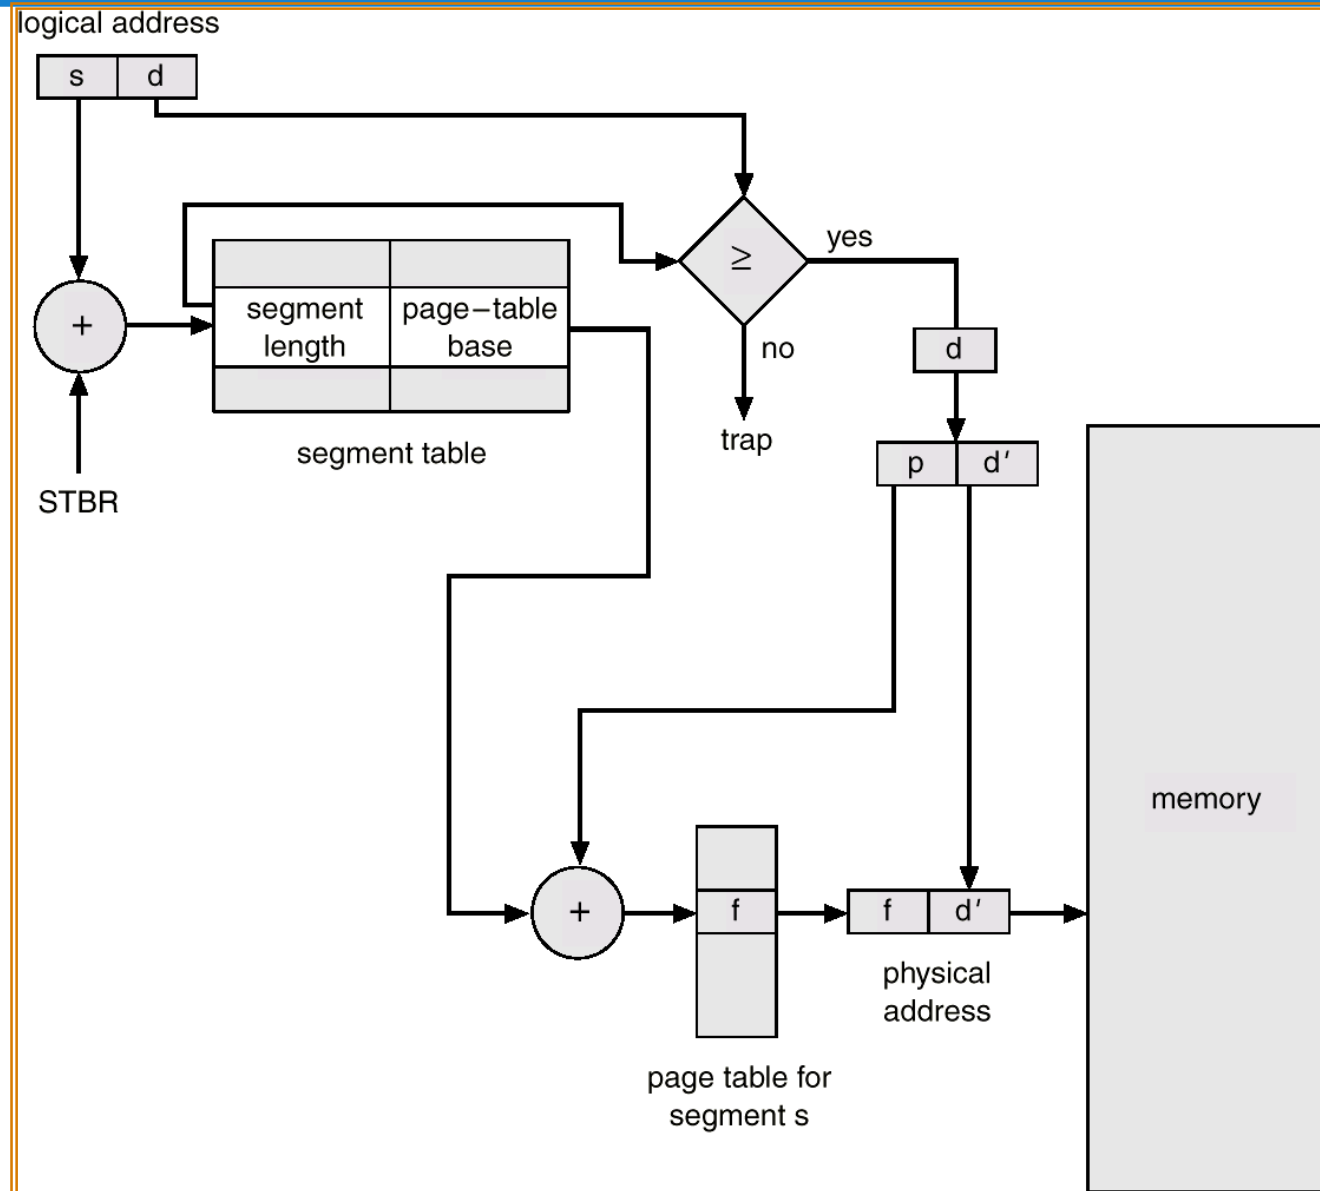 logical address
s d
≥
yes
+
segment length
page–table base
no
d
segment table
trap
p d′
STBR
memory
+
f
f d′
physical address
page table for segment s